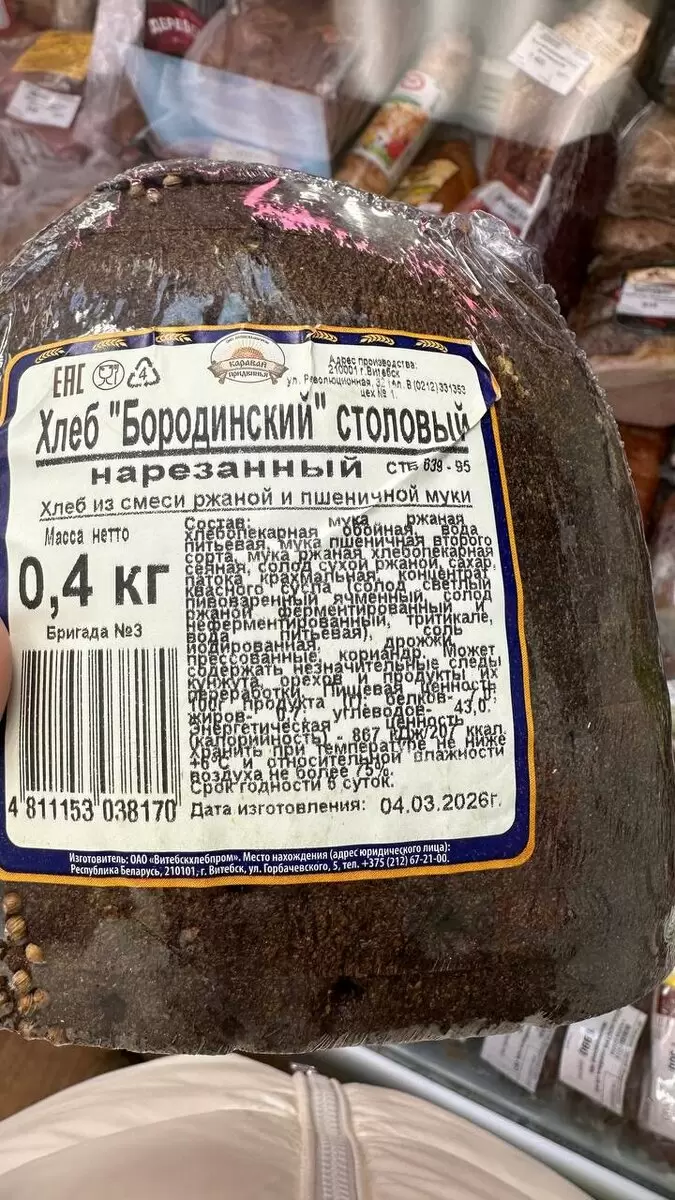 ДЕРЕВ
ЕАС
4
КАРАВАЙ
ПРИДВИНЬЯ
Адрес производства:
210001 г.Витебск
ул. Революционная, 32 тел. 8 (0212)331353
цех № 1.
Хлеб "Бородинский" столовый
нарезанный СТБ 639 - 95
Хлеб из смеси ржаной и пшеничной муки
Масса нетто
0,4 кг
Бригада №3
Состав: мука ржаная
хлебопекарная обойная, вода
питьевая, мука пшеничная второго
сорта, мука ржаная хлебопекарная
сеяная, солод сухой ржаной, сахар,
патока крахмальная, концентрат
квасного сусла (солод светлый
пивоваренный ячменный, солод
ржаной ферментированный и
неферментированный, тритикале,
вода питьевая), соль
йодированная, дрожжи
прессованные, кориандр. Может
содержать незначительные следы
кунжута, орехов и продукты их
переработки. Пищевая ценность
100г продукта (г): белков-
жиров- 0,7, углеводов- 43,0.
Энергетическая ценность
(калорийность) - 867 кДж/207 ккал.
Хранить при температуре не ниже
+6°С и относительной влажности
воздуха не более 75%.
Срок годности 6 суток.
Дата изготовления: 04.03.2026г.
4 811153 038170
Изготовитель: ОАО «Витебскхлебпром». Место нахождения (адрес юридического лица):
Республика Беларусь, 210101, г. Витебск, ул. Горбачевского, 5, тел. +375 (212) 67-21-00.